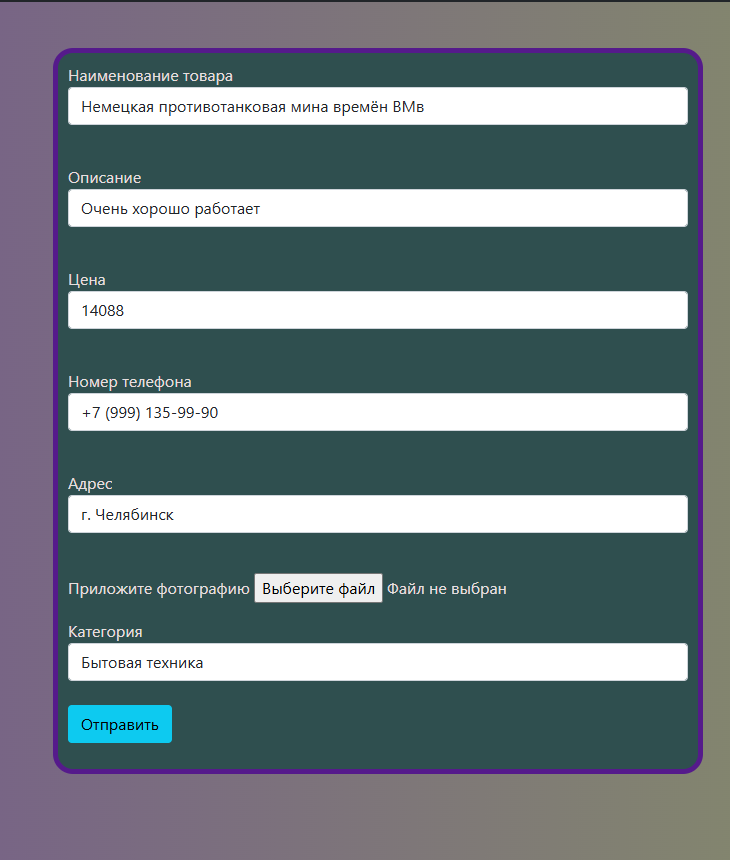 Наименование товара
Немецкая противотанковая мина времён ВМв
Описание
Очень хорошо работает
Цена
14088
Номер телефона
+7 (999) 135-99-90
Адрес
г. Челябинск
Приложите фотографию Выберите файл Файл не выбран
Категория
Бытовая техника
Отправить